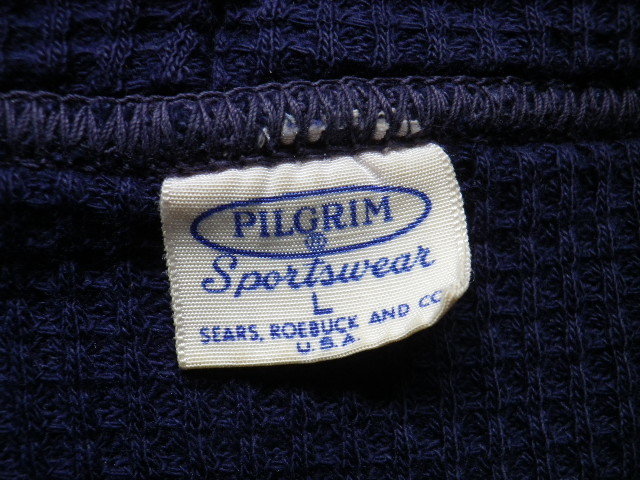 PILGRIM
Sportswear
L
SEARS, ROEBUCK AND CO
U.S.A.